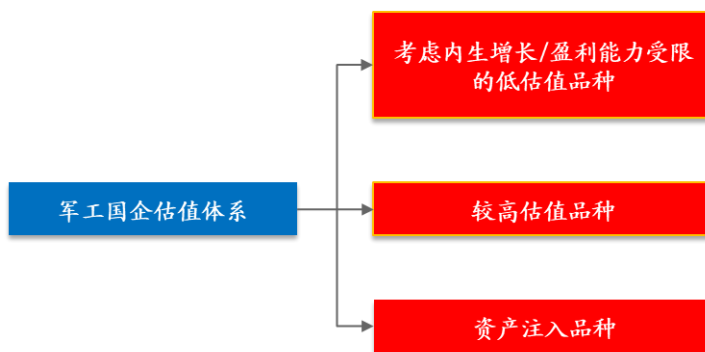 考虑内生增长/盈利能力受限
的低估值品种
军工国企估值体系
较高估值品种
资产注入品种